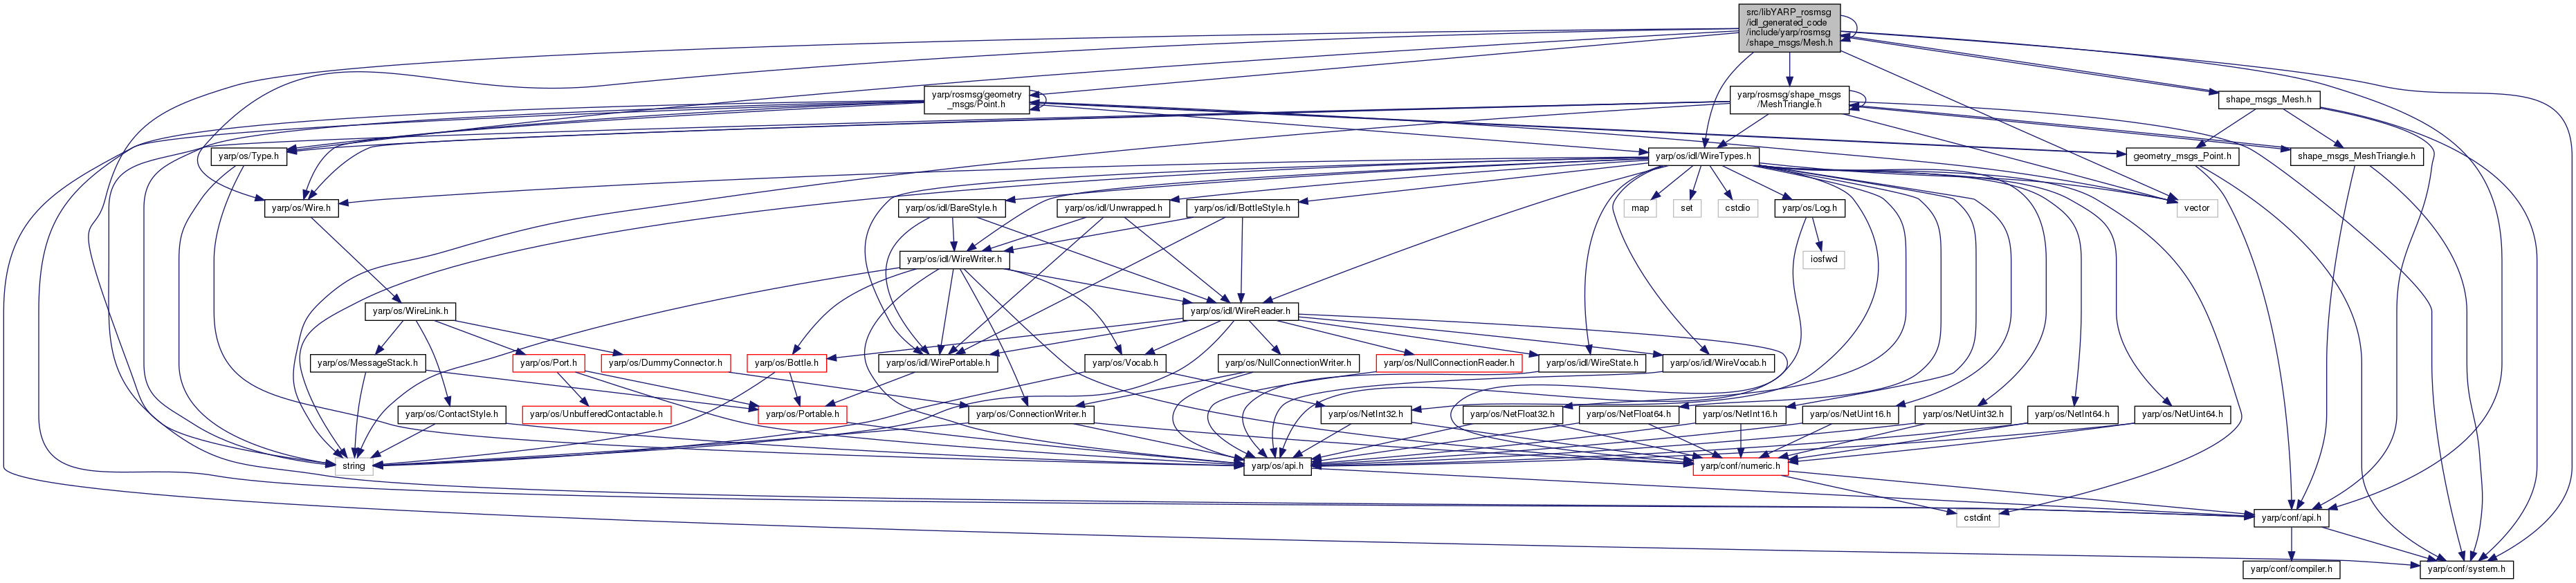 src/libYARP_rosmsg
/idl_generated_code
/include/yarp/rosmsg
/shape_msgs/Mesh.h
yarp/rosmsg/geometry
_msgs/Point.h
yarp/rosmsg/shape_msgs
/MeshTriangle.h
shape_msgs_Mesh.h
yarp/os/Type.h
yarp/os/idl/WireTypes.h
geometry_msgs_Point.h
shape_msgs_MeshTriangle.h
yarp/os/Wire.h
yarp/os/idl/BareStyle.h
yarp/os/idl/Unwrapped.h
yarp/os/idl/BottleStyle.h
map
set
cstdio
yarp/os/Log.h
vector
yarp/os/idl/WireWriter.h
iosfwd
yarp/os/WireLink.h
yarp/os/idl/WireReader.h
yarp/os/MessageStack.h
yarp/os/Port.h
yarp/os/DummyConnector.h
yarp/os/Bottle.h
yarp/os/idl/WirePortable.h
yarp/os/Vocab.h
yarp/os/NullConnectionWriter.h
yarp/os/NullConnectionReader.h
yarp/os/idl/WireState.h
yarp/os/idl/WireVocab.h
yarp/os/ContactStyle.h
yarp/os/UnbufferedContactable.h
yarp/os/Portable.h
yarp/os/ConnectionWriter.h
yarp/os/NetInt32.h
yarp/os/NetFloat32.h
yarp/os/NetFloat64.h
yarp/os/NetInt16.h
yarp/os/NetUint16.h
yarp/os/NetUint32.h
yarp/os/NetInt64.h
yarp/os/NetUint64.h
string
yarp/os/api.h
yarp/conf/numeric.h
cstdint
yarp/conf/api.h
yarp/conf/compiler.h
yarp/conf/system.h